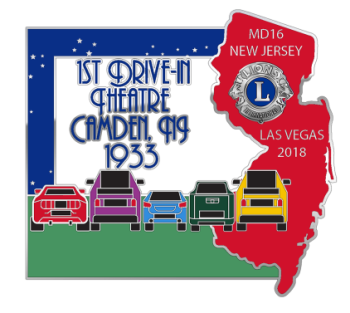 1ST DRIVE-IN
THEATRE
CAMDEN, NJ
1933
MD16
NEW JERSEY
LIONS
L
LAS VEGAS
2018